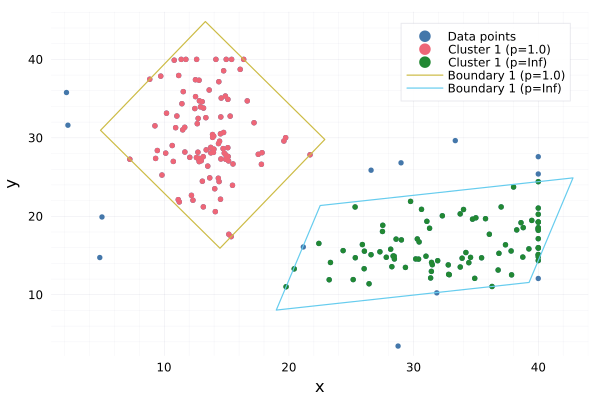 Data points
Cluster 1 (p=1.0)
Cluster 1 (p=Inf)
Boundary 1 (p=1.0)
Boundary 1 (p=Inf)
40
30
20
10
y
10 20 30 40
x